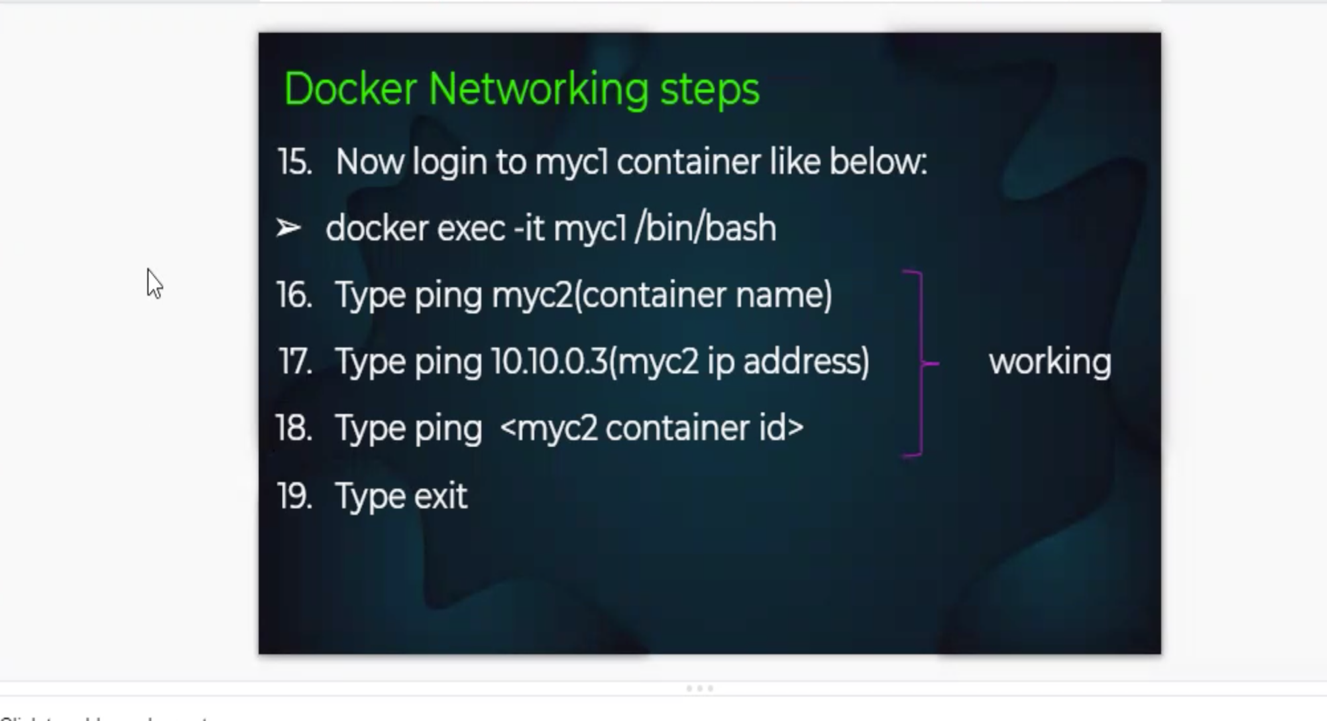 Docker Networking steps
15. Now login to myc1 container like below:
➢ docker exec -it myc1 /bin/bash
16. Type ping myc2(container name)
17. Type ping 10.10.0.3(myc2 ip address)
working
18. Type ping <myc2 container id>
19. Type exit